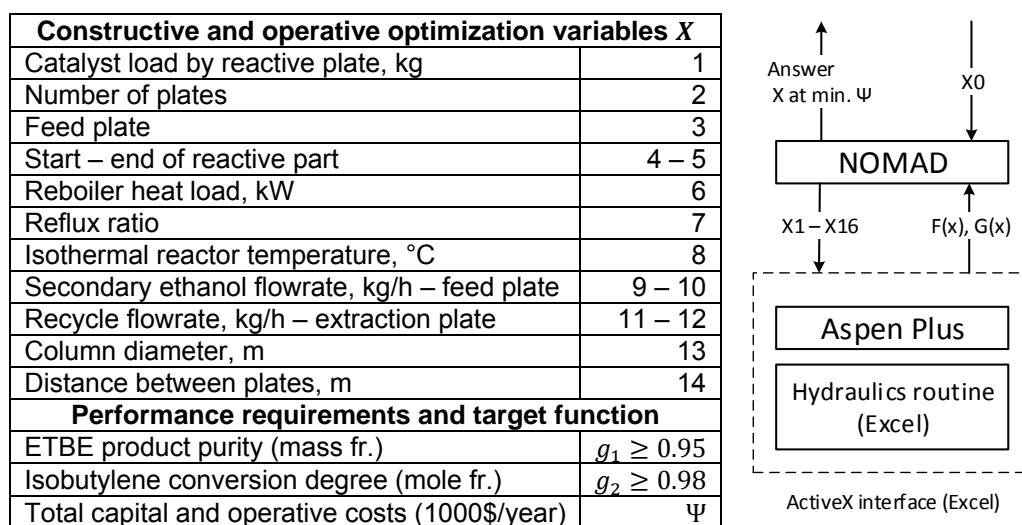 Constructive and operative optimization variables X
Catalyst load by reactive plate, kg 1
Number of plates 2
Feed plate 3
Start – end of reactive part 4 – 5
Reboiler heat load, kW 6
Reflux ratio 7
Isothermal reactor temperature, °C 8
Secondary ethanol flowrate, kg/h – feed plate 9 – 10
Recycle flowrate, kg/h – extraction plate 11 – 12
Column diameter, m 13
Distance between plates, m 14
Performance requirements and target function
ETBE product purity (mass fr.) g₁ ≥ 0.95
Isobutylene conversion degree (mole fr.) g₂ ≥ 0.98
Total capital and operative costs (1000$/year) Ψ
Answer
X at min. Ψ
X0
NOMAD
X1 – X16
F(x), G(x)
Aspen Plus
Hydraulics routine
(Excel)
ActiveX interface (Excel)